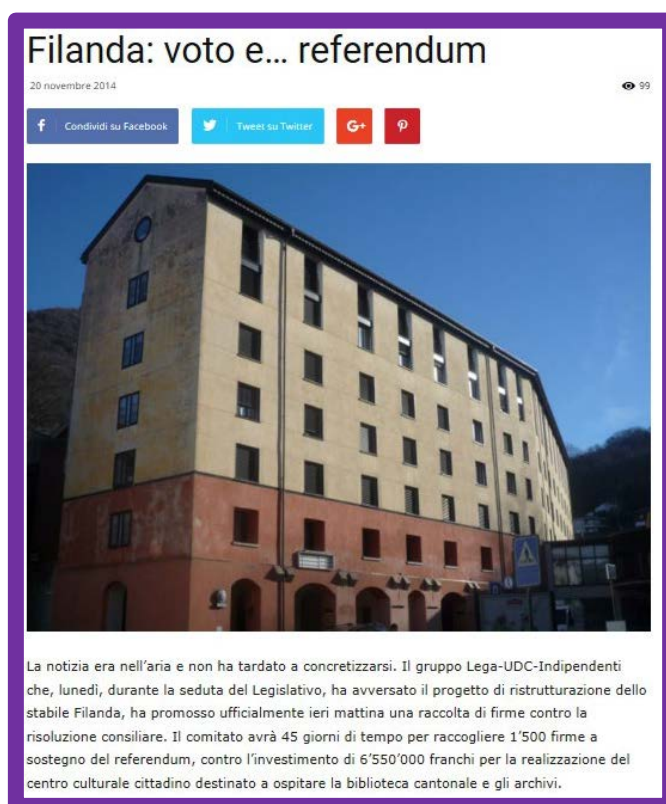 Filanda: voto e... referendum
20 novembre 2014
99
Condividi su Facebook
Tweet su Twitter
G+
La notizia era nell'aria e non ha tardato a concretizzarsi. Il gruppo Lega-UDC-Indipendenti
che, lunedì, durante la seduta del Legislativo, ha avversato il progetto di ristrutturazione dello
stabile Filanda, ha promosso ufficialmente ieri mattina una raccolta di firme contro la
risoluzione consiliare. Il comitato avrà 45 giorni di tempo per raccogliere 1'500 firme a
sostegno del referendum, contro l'investimento di 6'550'000 franchi per la realizzazione del
centro culturale cittadino destinato a ospitare la biblioteca cantonale e gli archivi.